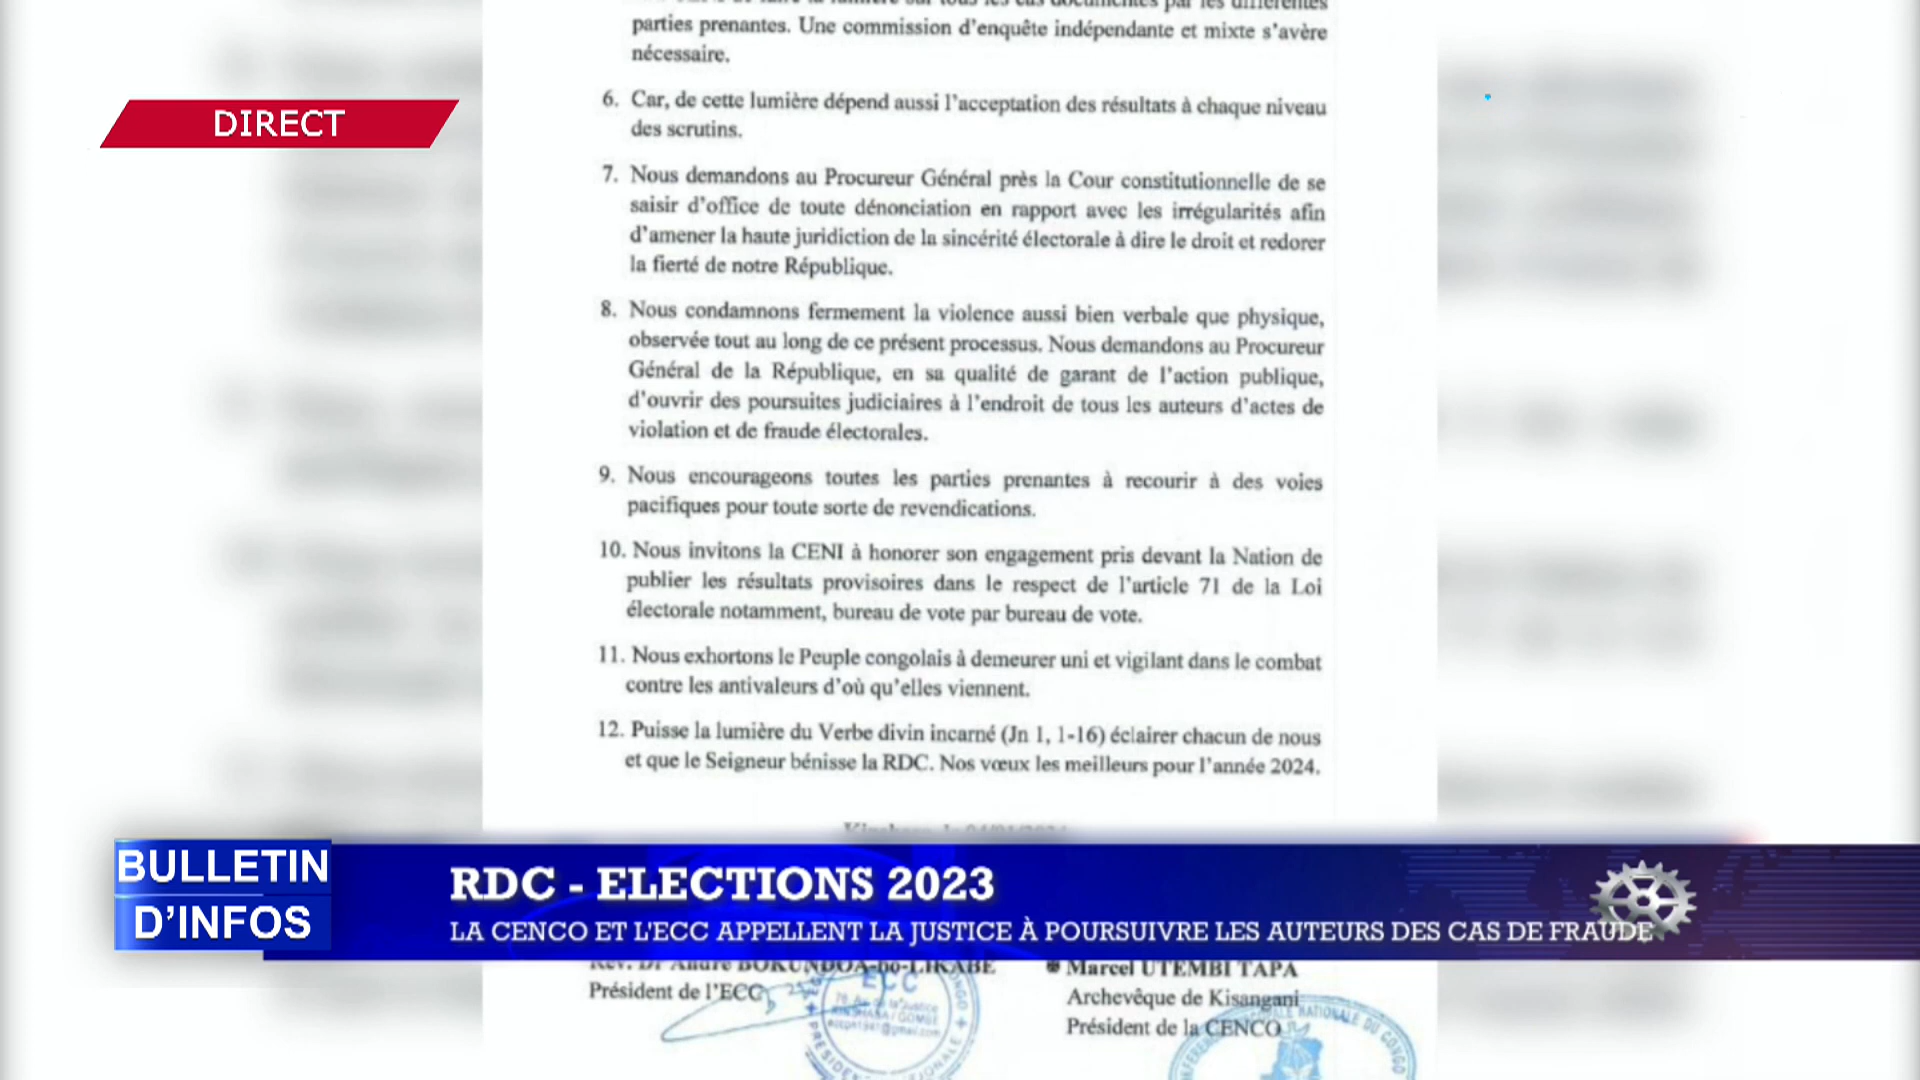 parties prenantes. Une commission d'enquête indépendante et mixte s'avère
nécessaire.
6. Car, de cette lumière dépend aussi l'acceptation des résultats à chaque niveau
des scrutins.
DIRECT
7. Nous demandons au Procureur Général près la Cour constitutionnelle de se
saisir d'office de toute dénonciation en rapport avec les irrégularités afin
d'amener la haute juridiction de la sincérité électorale à dire le droit et redorer
la fierté de notre République.
8. Nous condamnons fermement la violence aussi bien verbale que physique,
observée tout au long de ce présent processus. Nous demandons au Procureur
Général de la République, en sa qualité de garant de l'action publique,
d'ouvrir des poursuites judiciaires à l'endroit de tous les auteurs d'actes de
violation et de fraude électorales.
9. Nous encourageons toutes les parties prenantes à recourir à des voies
pacifiques pour toute sorte de revendications.
10. Nous invitons la CENI à honorer son engagement pris devant la Nation de
publier les résultats provisoires dans le respect de l'article 71 de la Loi
électorale notamment, bureau de vote par bureau de vote.
11. Nous exhortons le Peuple congolais à demeurer uni et vigilant dans le combat
contre les antivaleurs d'où qu'elles viennent.
12. Puisse la lumière du Verbe divin incarné (Jn 1, 1-16) éclairer chacun de nous
et que le Seigneur bénisse la RDC. Nos vœux les meilleurs pour l'année 2024.
BULLETIN
D'INFOS
RDC - ELECTIONS 2023
LA CENCO ET L'ECC APPELLENT LA JUSTICE À POURSUIVRE LES AUTEURS DES CAS DE FRAUDE
Rev. Dr André BOKUNDOA-bo-LIKABE
Président de l'ECC
Marcel UTEMBI TAPA
Archevêque de Kisangani
Président de la CENCO
ECC